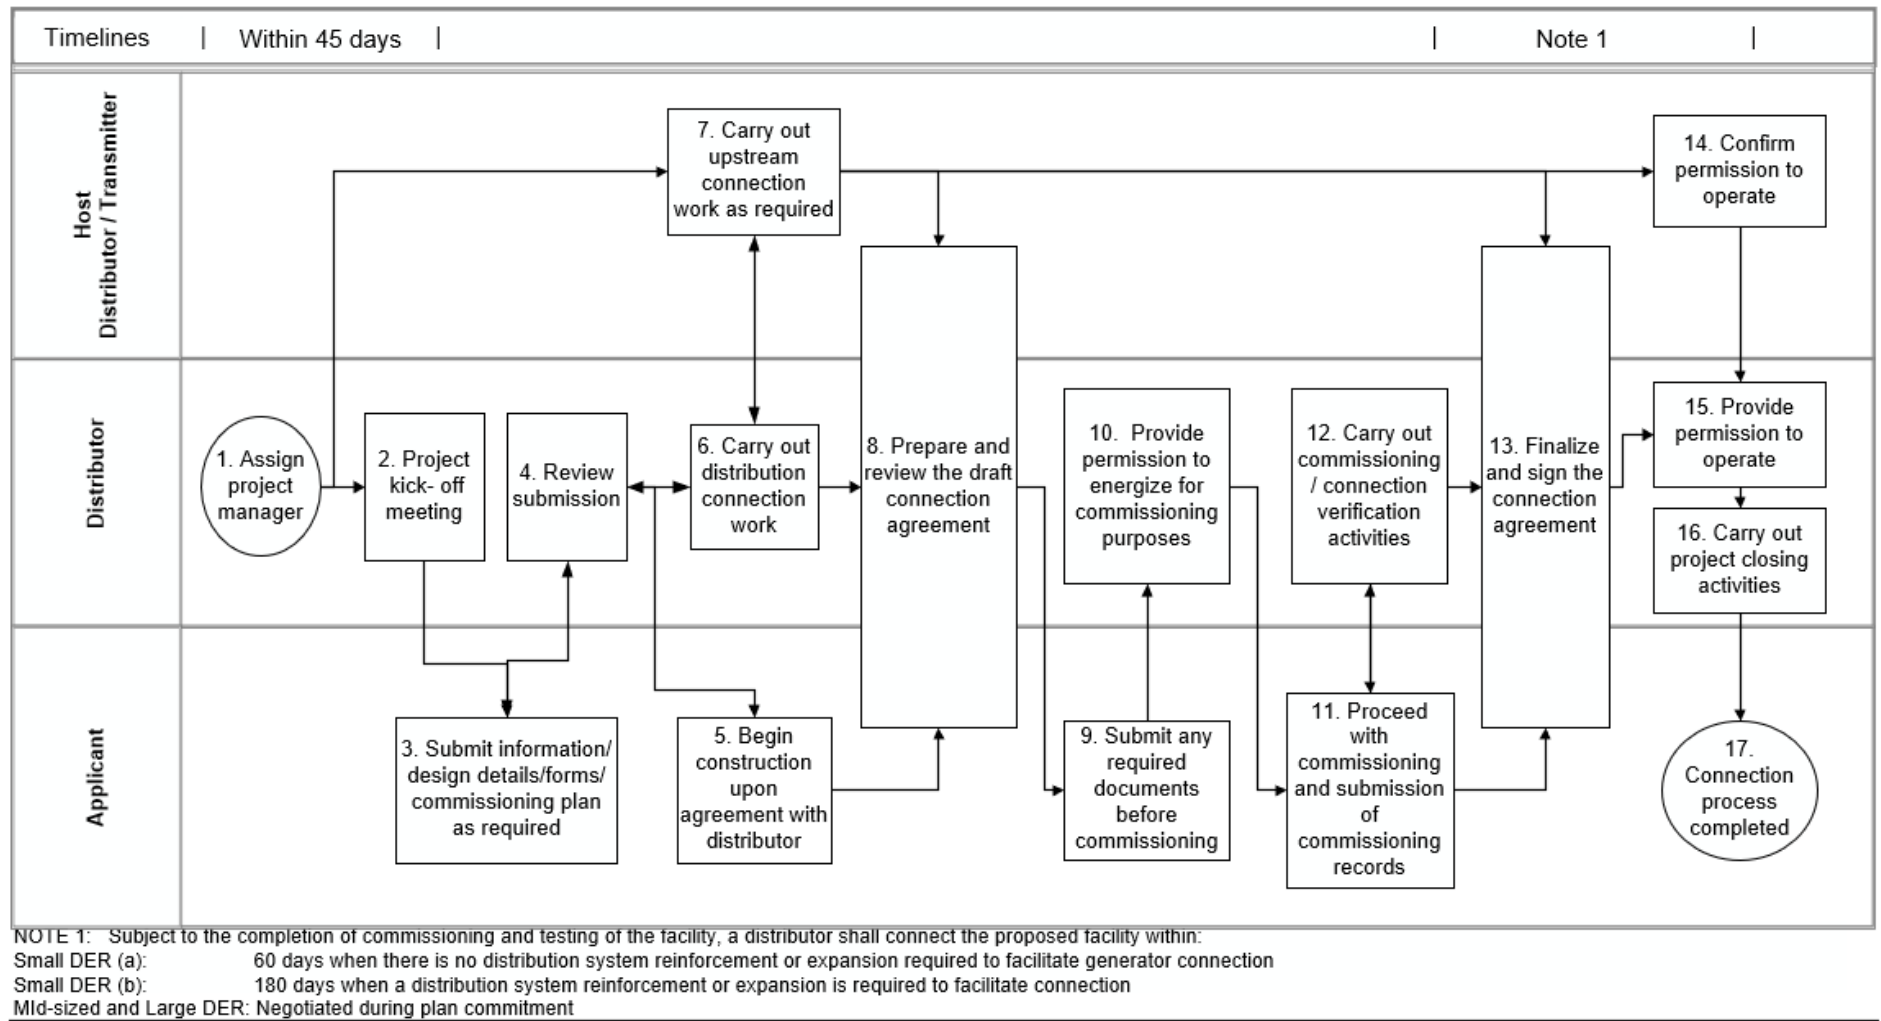 Timelines | Within 45 days | | Note 1 |
Host
Distributor / Transmitter
7. Carry out
upstream
connection
work as required
14. Confirm
permission to
operate
Distributor
1. Assign
project
manager
2. Project
kick- off
meeting
4. Review
submission
6. Carry out
distribution
connection
work
8. Prepare and
review the draft
connection
agreement
10. Provide
permission to
energize for
commissioning
purposes
12. Carry out
commissioning
/ connection
verification
activities
13. Finalize
and sign the
connection
agreement
15. Provide
permission to
operate
16. Carry out
project closing
activities
Applicant
3. Submit information/
design details/forms/
commissioning plan
as required
5. Begin
construction
upon
agreement with
distributor
9. Submit any
required
documents
before
commissioning
11. Proceed
with
commissioning
and submission
of
commissioning
records
17.
Connection
process
completed
NOTE 1: Subject to the completion of commissioning and testing of the facility, a distributor shall connect the proposed facility within:
Small DER (a): 60 days when there is no distribution system reinforcement or expansion required to facilitate generator connection
Small DER (b): 180 days when a distribution system reinforcement or expansion is required to facilitate connection
MId-sized and Large DER: Negotiated during plan commitment